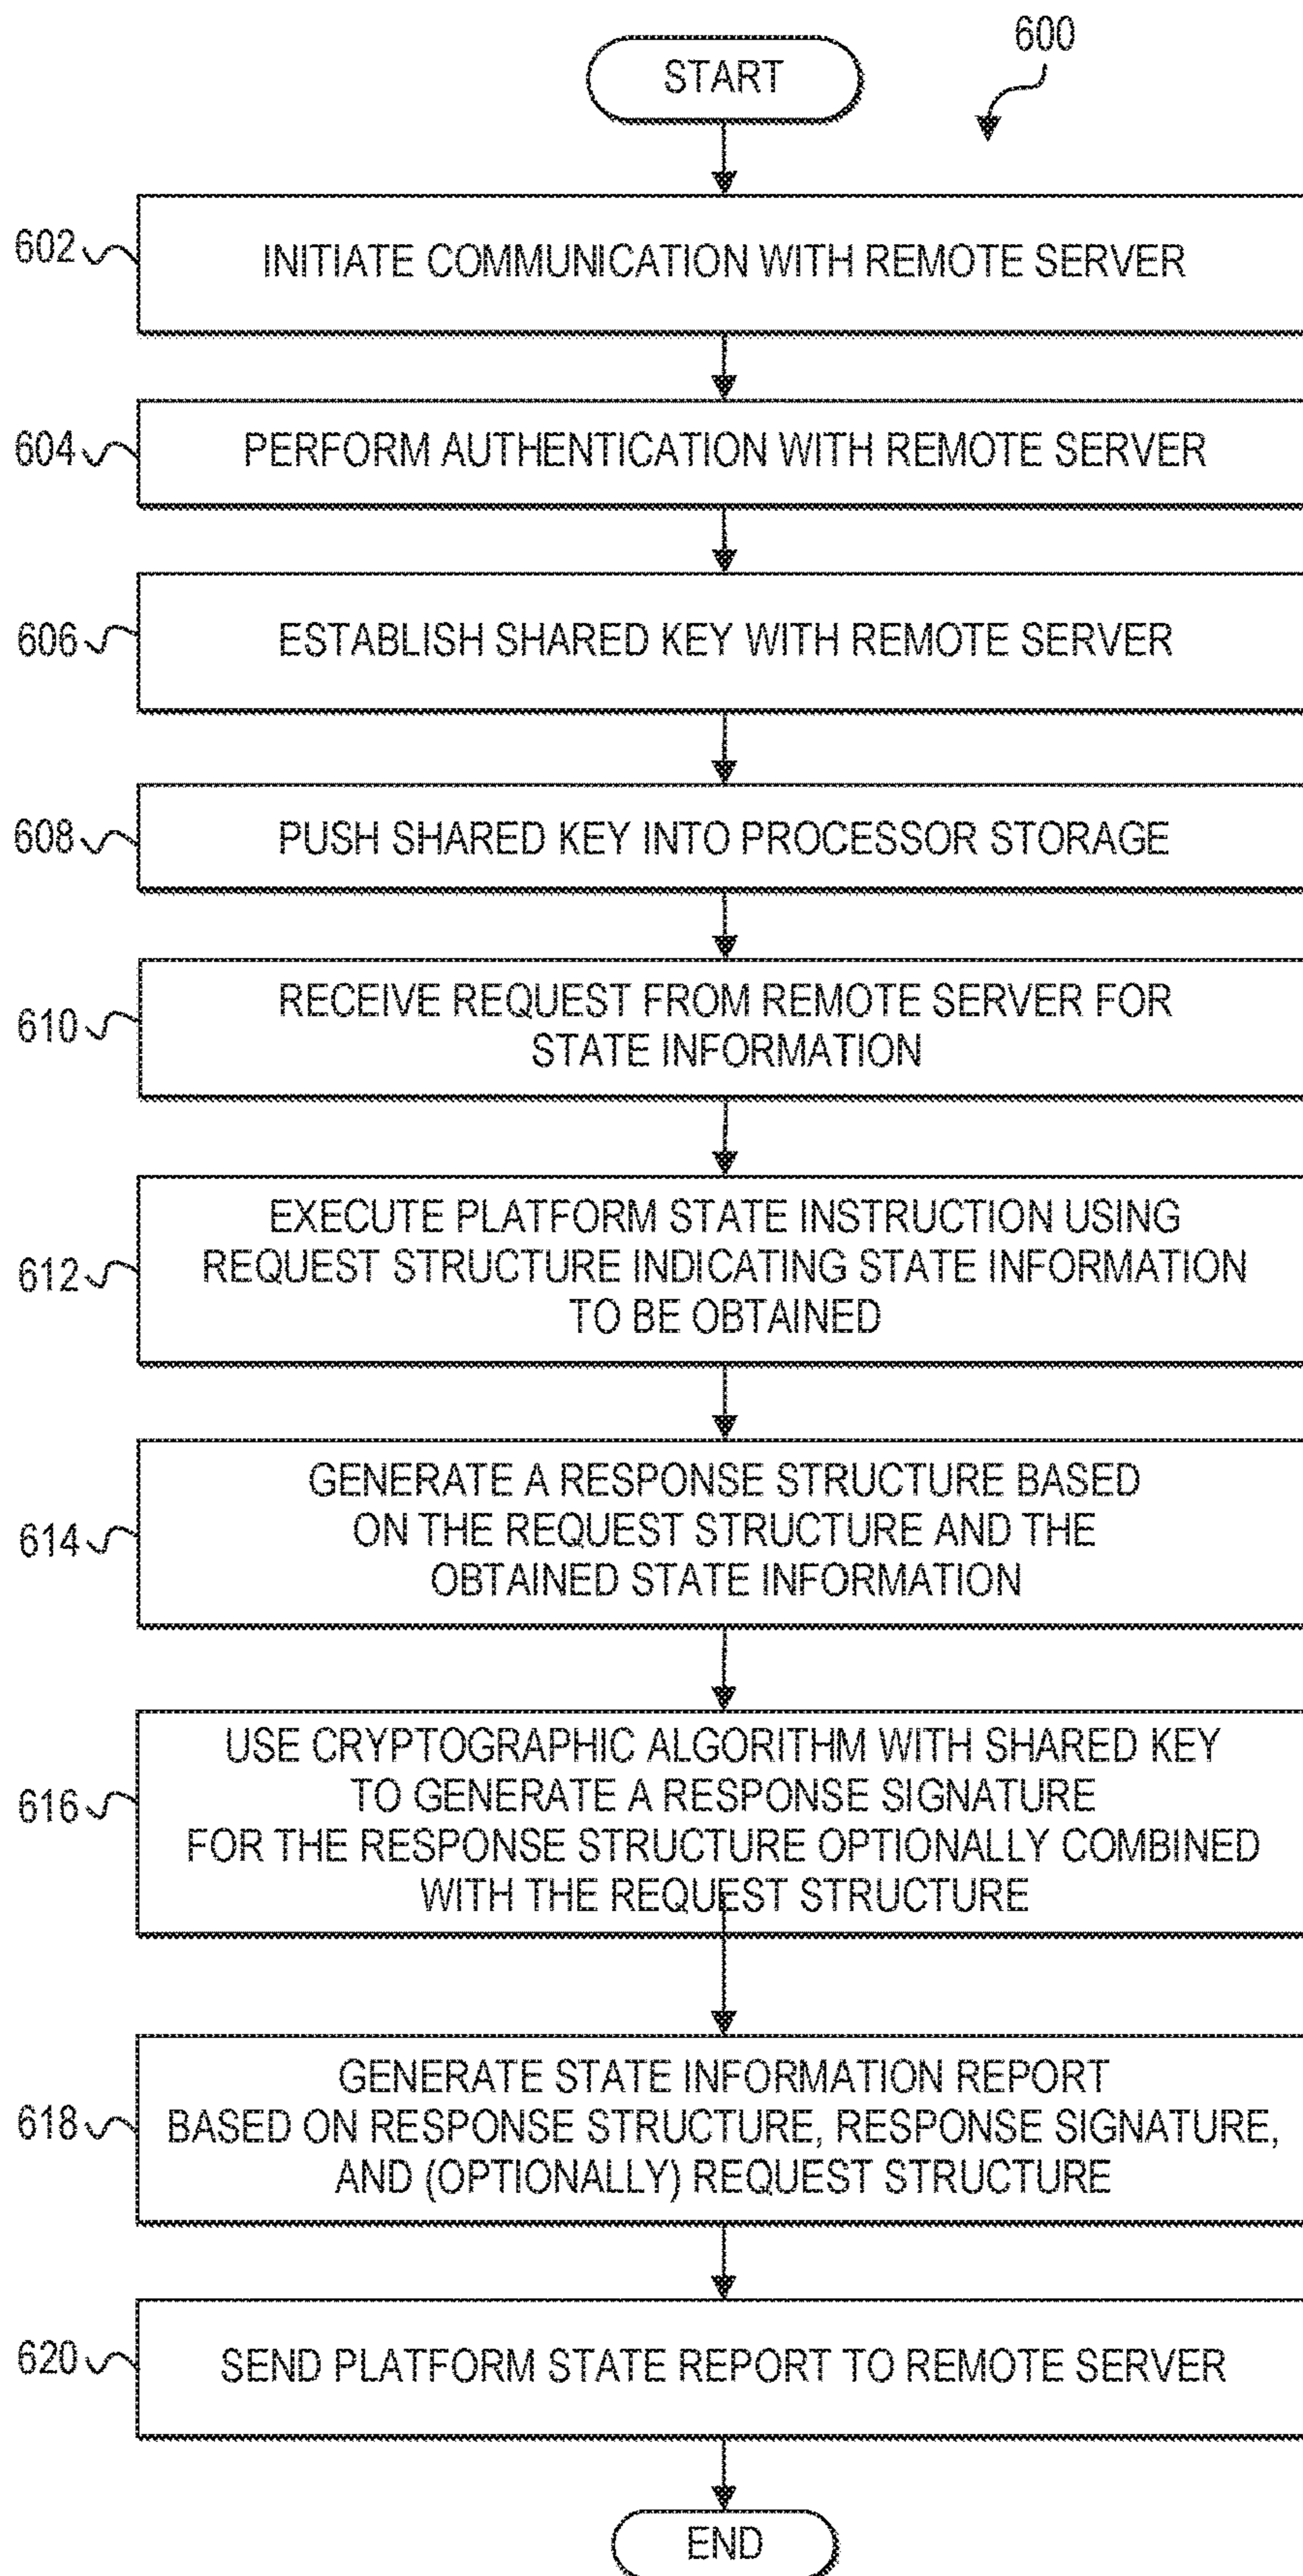 600
START
602
INITIATE COMMUNICATION WITH REMOTE SERVER
604
PERFORM AUTHENTICATION WITH REMOTE SERVER
606
ESTABLISH SHARED KEY WITH REMOTE SERVER
608
PUSH SHARED KEY INTO PROCESSOR STORAGE
610
RECEIVE REQUEST FROM REMOTE SERVER FOR
STATE INFORMATION
612
EXECUTE PLATFORM STATE INSTRUCTION USING
REQUEST STRUCTURE INDICATING STATE INFORMATION
TO BE OBTAINED
614
GENERATE A RESPONSE STRUCTURE BASED
ON THE REQUEST STRUCTURE AND THE
OBTAINED STATE INFORMATION
616
USE CRYPTOGRAPHIC ALGORITHM WITH SHARED KEY
TO GENERATE A RESPONSE SIGNATURE
FOR THE RESPONSE STRUCTURE OPTIONALLY COMBINED
WITH THE REQUEST STRUCTURE
618
GENERATE STATE INFORMATION REPORT
BASED ON RESPONSE STRUCTURE, RESPONSE SIGNATURE,
AND (OPTIONALLY) REQUEST STRUCTURE
620
SEND PLATFORM STATE REPORT TO REMOTE SERVER
END